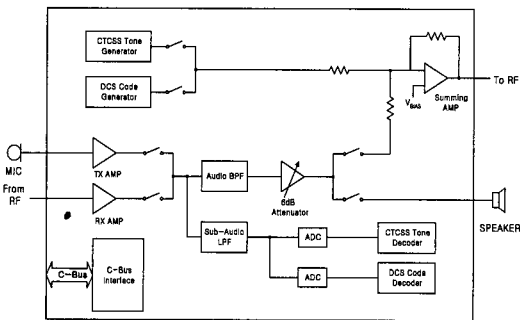 CTCSS Tone
Generator
DCS Code
Generator
To RF
VBIAS
Summing
AMP
MIC
TX AMP
From
RF
RX AMP
Audio BPF
6dB
Attenuator
SPEAKER
Sub-Audio
LPF
ADC
CTCSS Tone
Decoder
ADC
DCS Code
Decoder
C-Bus
C-Bus
Interface